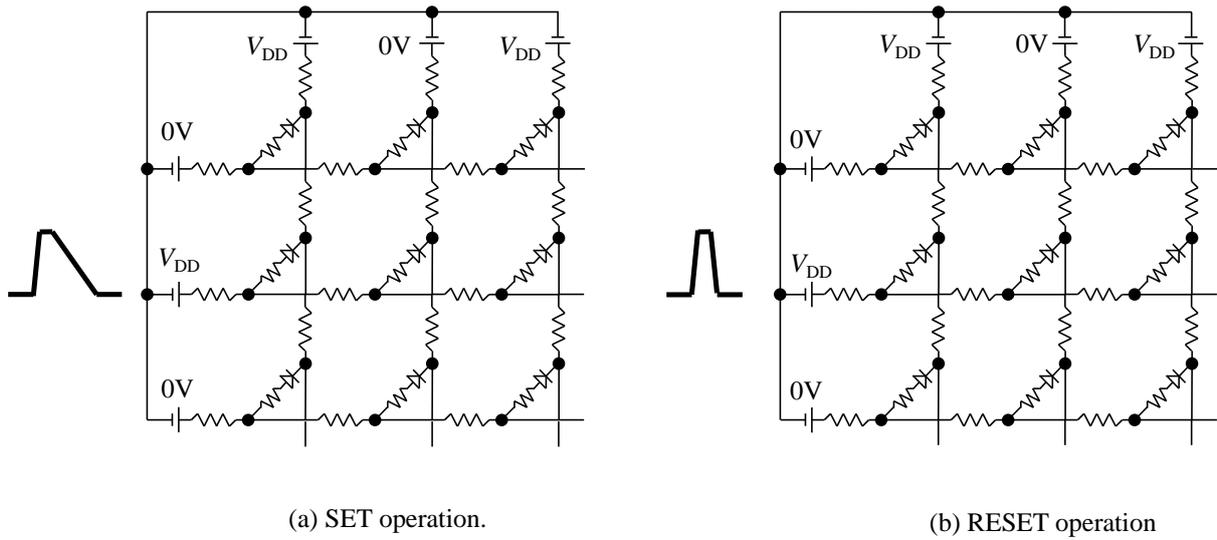 V_DD 0V V_DD
0V
V_DD
0V
(a) SET operation.
V_DD 0V V_DD
0V
V_DD
0V
(b) RESET operation